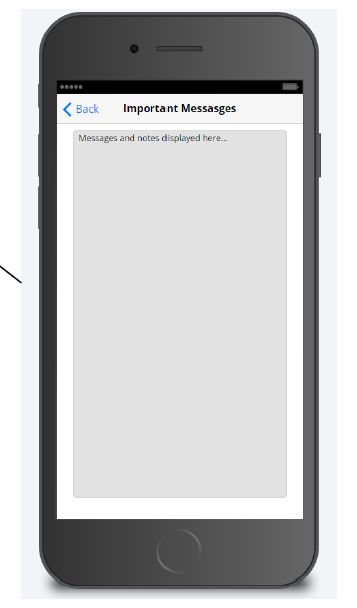 Back
Important Messasges
Messages and notes displayed here...